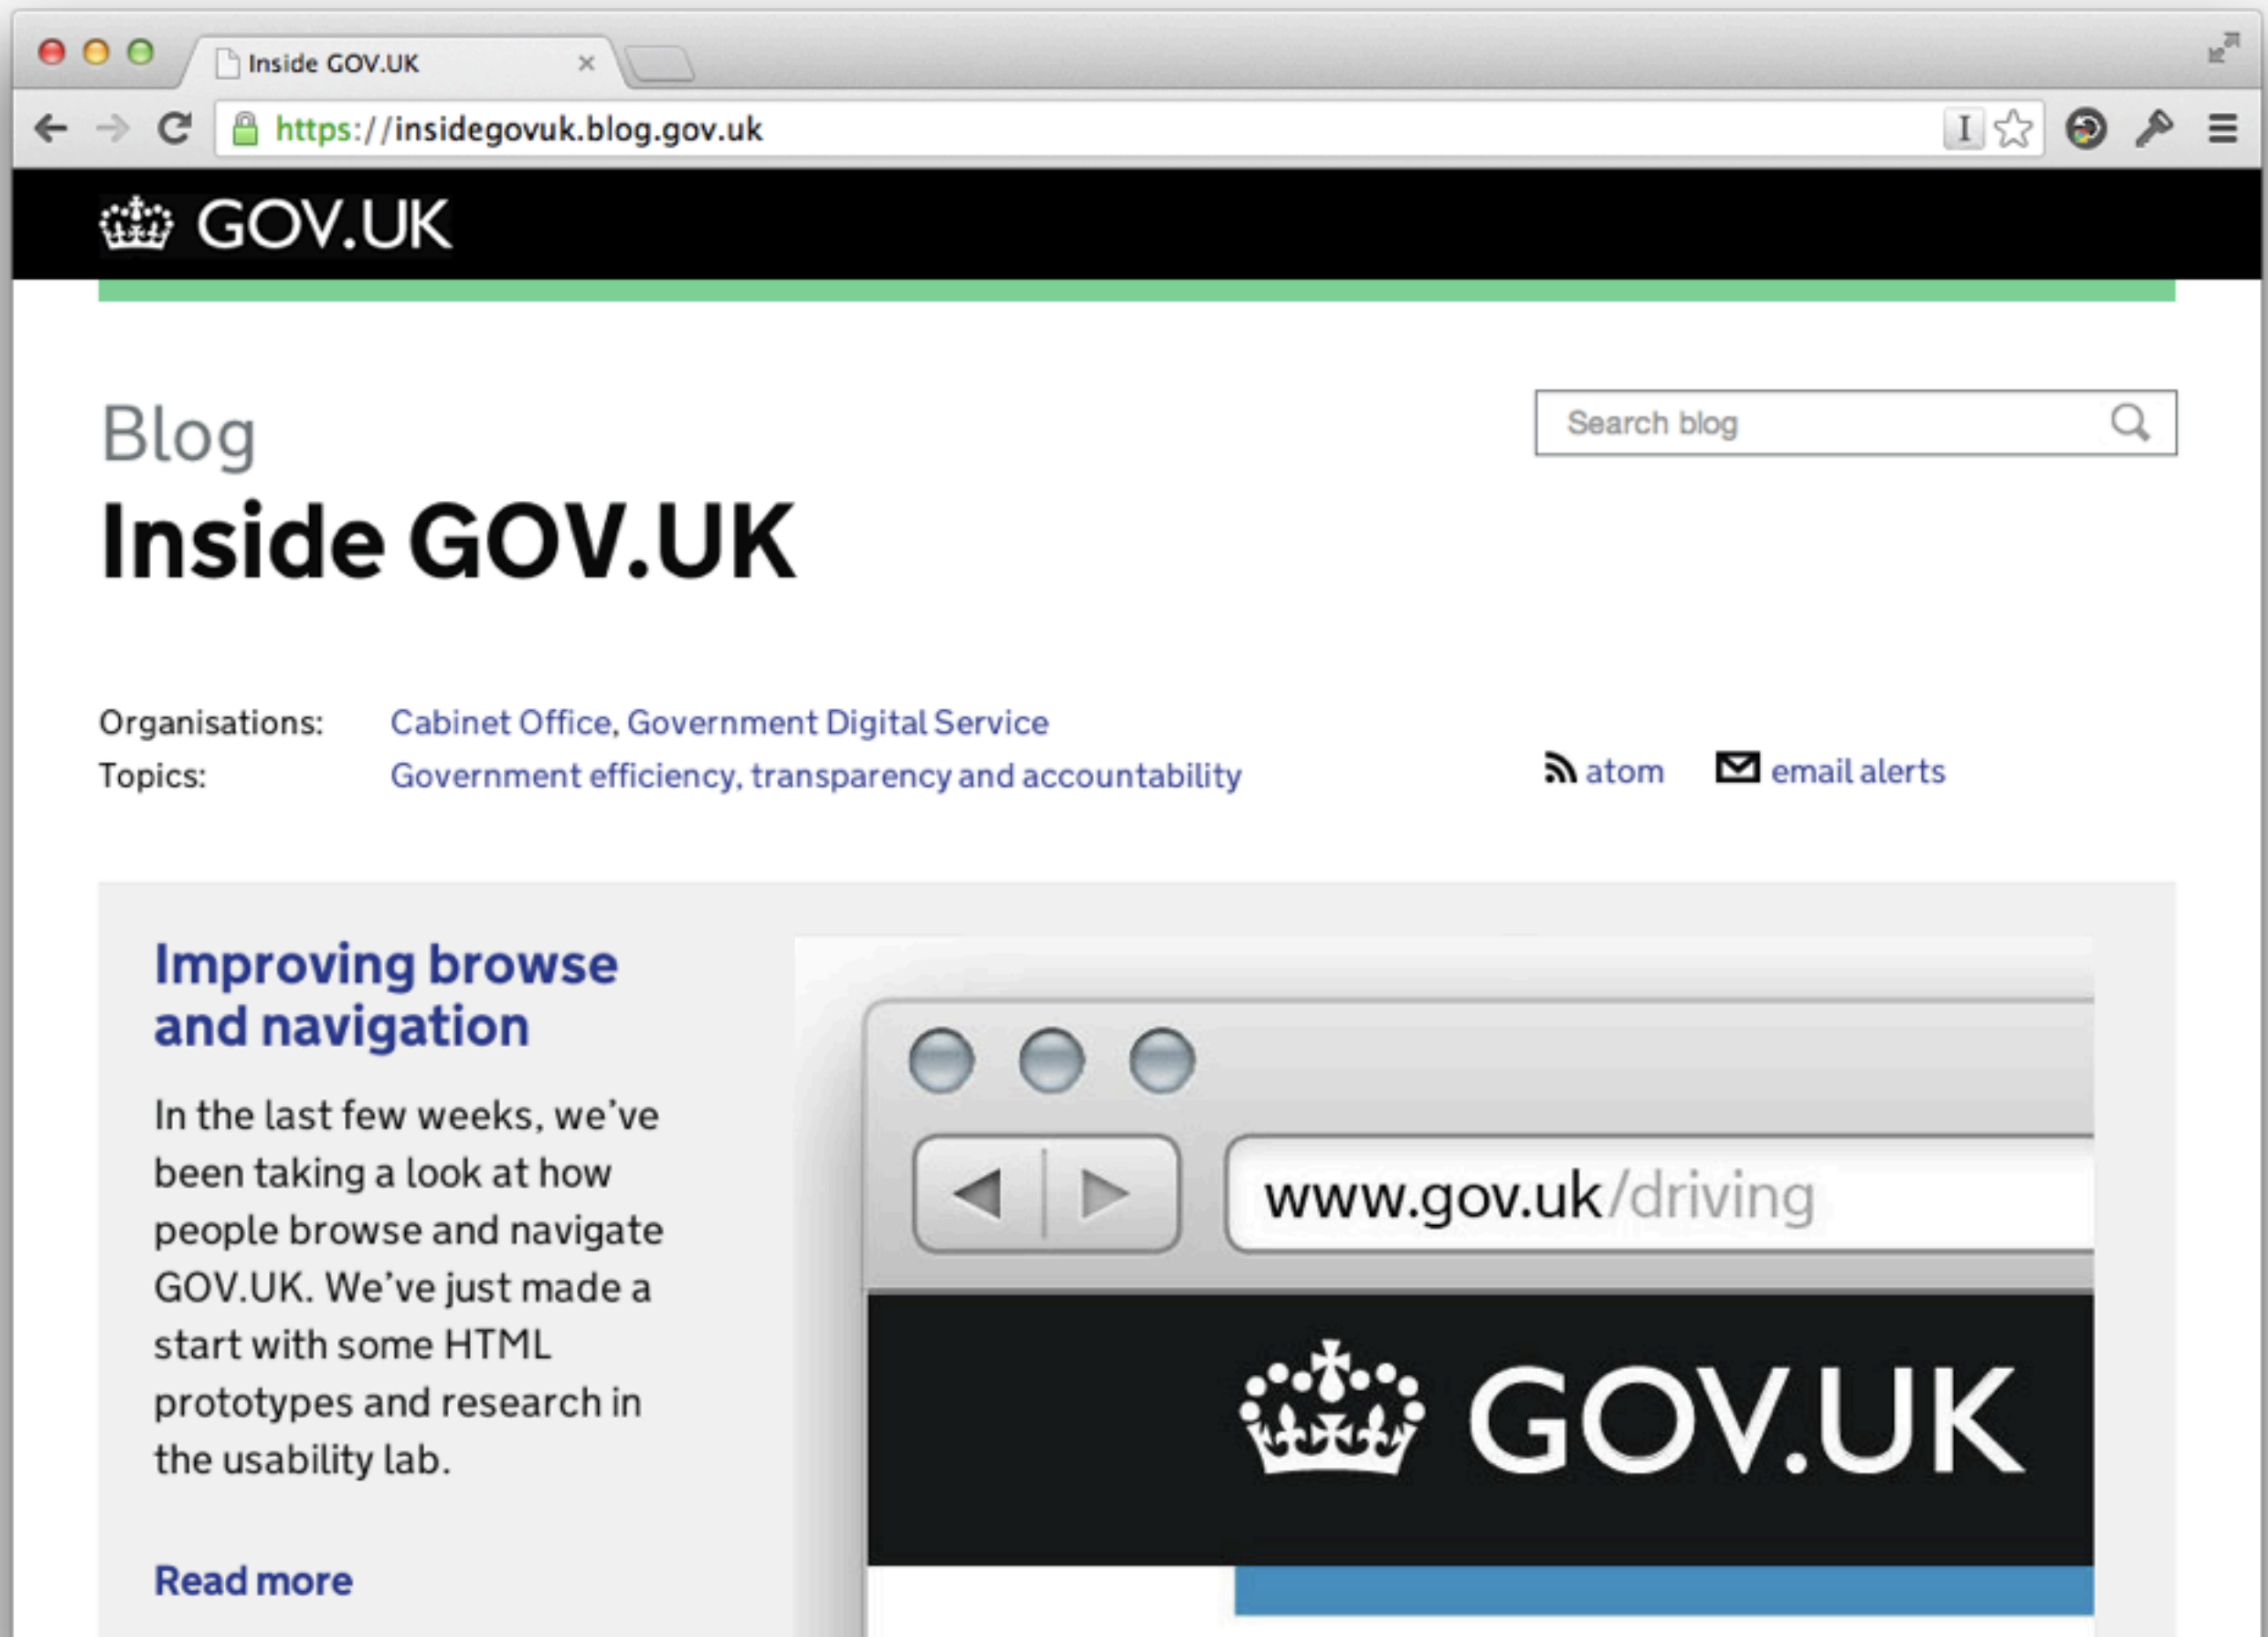 Inside GOV.UK
https://insidegovuk.blog.gov.uk
GOV.UK
Blog
Search blog
Inside GOV.UK
Organisations: Cabinet Office, Government Digital Service
Topics: Government efficiency, transparency and accountability
atom email alerts
Improving browse
and navigation
In the last few weeks, we've
been taking a look at how
people browse and navigate
GOV.UK. We've just made a
start with some HTML
prototypes and research in
the usability lab.
Read more
www.gov.uk/driving
GOV.UK